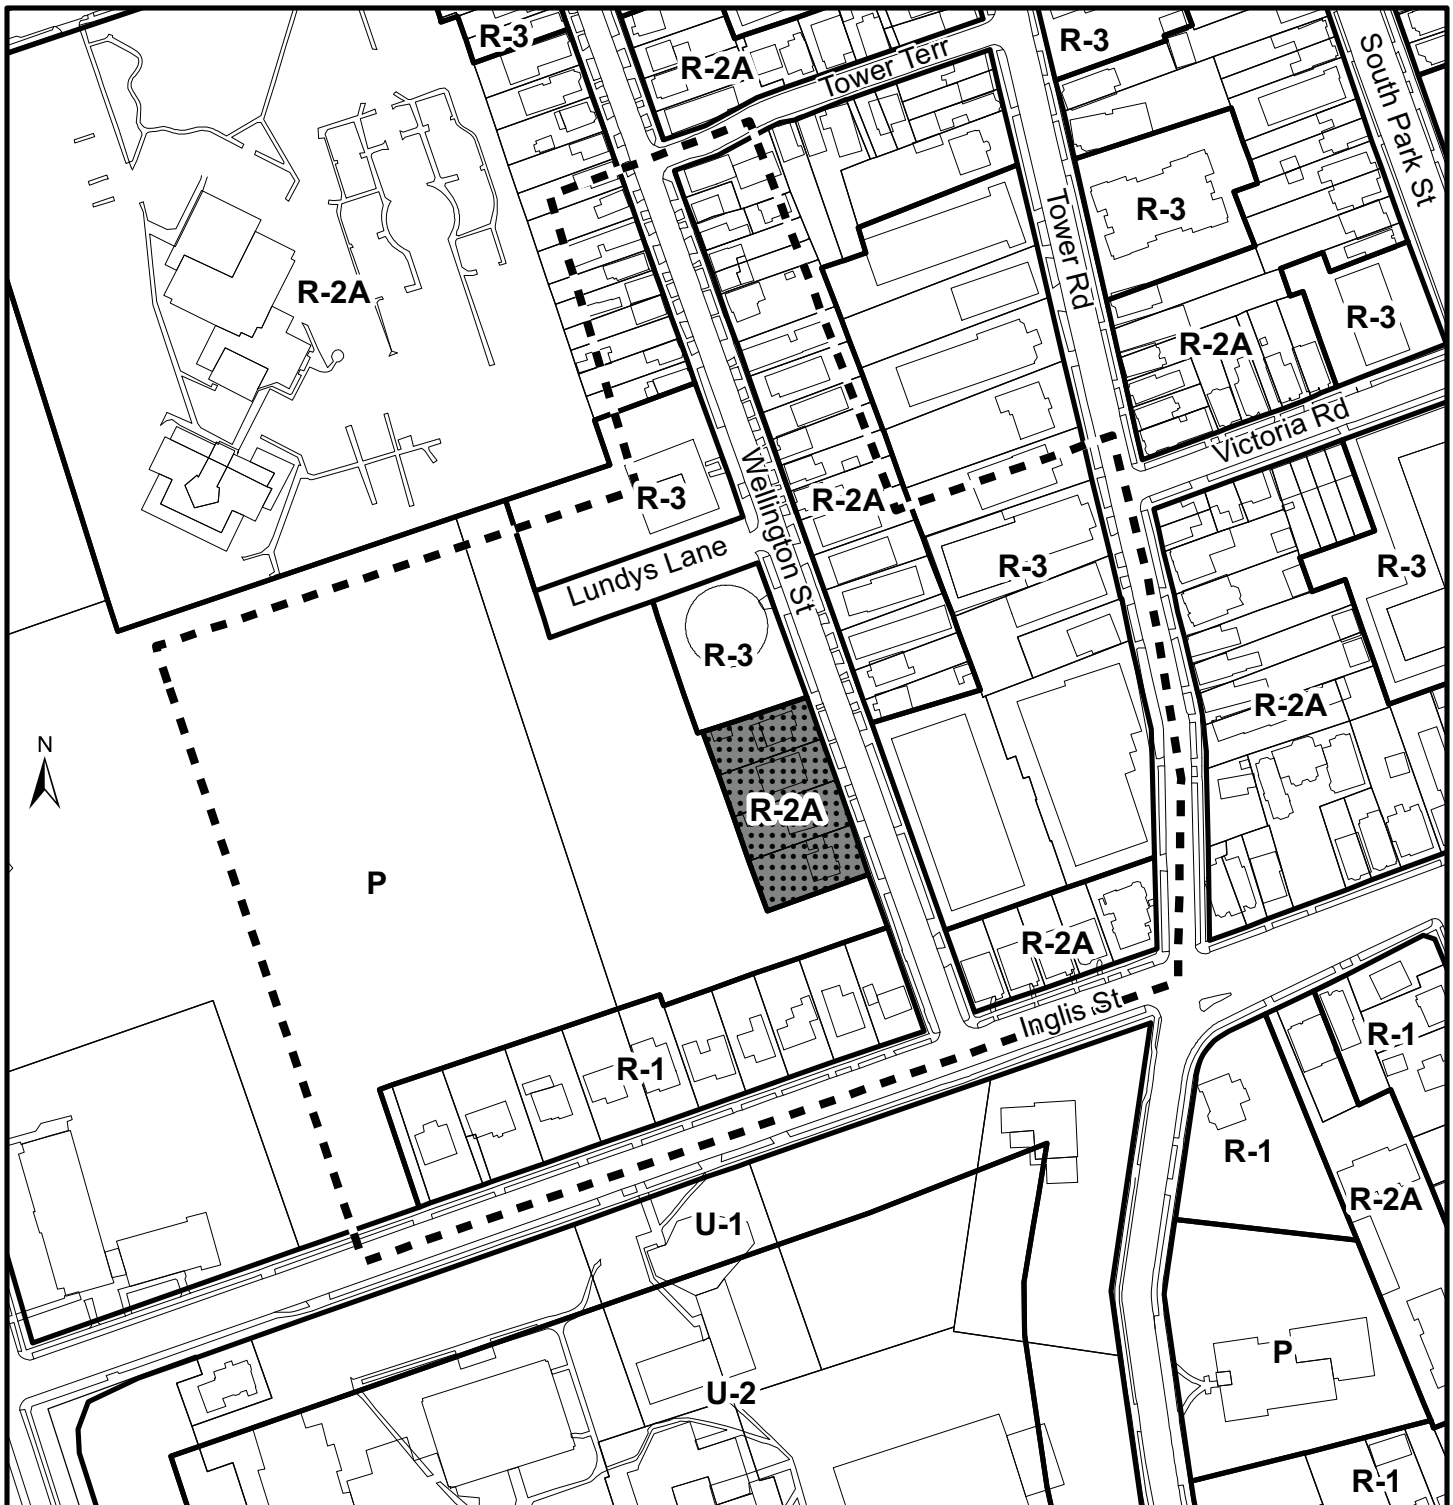 R-3
R-2A
Tower Terr
R-3
South Park St
R-3
Tower Rd
R-2A
R-3
R-2A
Victoria Rd
R-3
Wellington St
R-2A
Lundys Lane
R-3
R-3
R-3
R-2A
N
R-2A
P
R-2A
Inglis St
R-1
R-1
R-1
R-2A
U-1
P
U-2
R-1